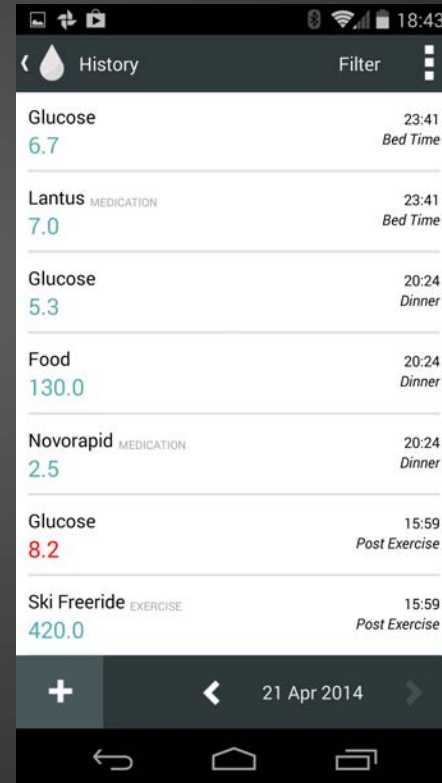 18:43
History Filter
Glucose 23:41
6.7 Bed Time
Lantus MEDICATION 23:41
7.0 Bed Time
Glucose 20:24
5.3 Dinner
Food 20:24
130.0 Dinner
Novorapid MEDICATION 20:24
2.5 Dinner
Glucose 15:59
8.2 Post Exercise
Ski Freeride EXERCISE 15:59
420.0 Post Exercise
21 Apr 2014